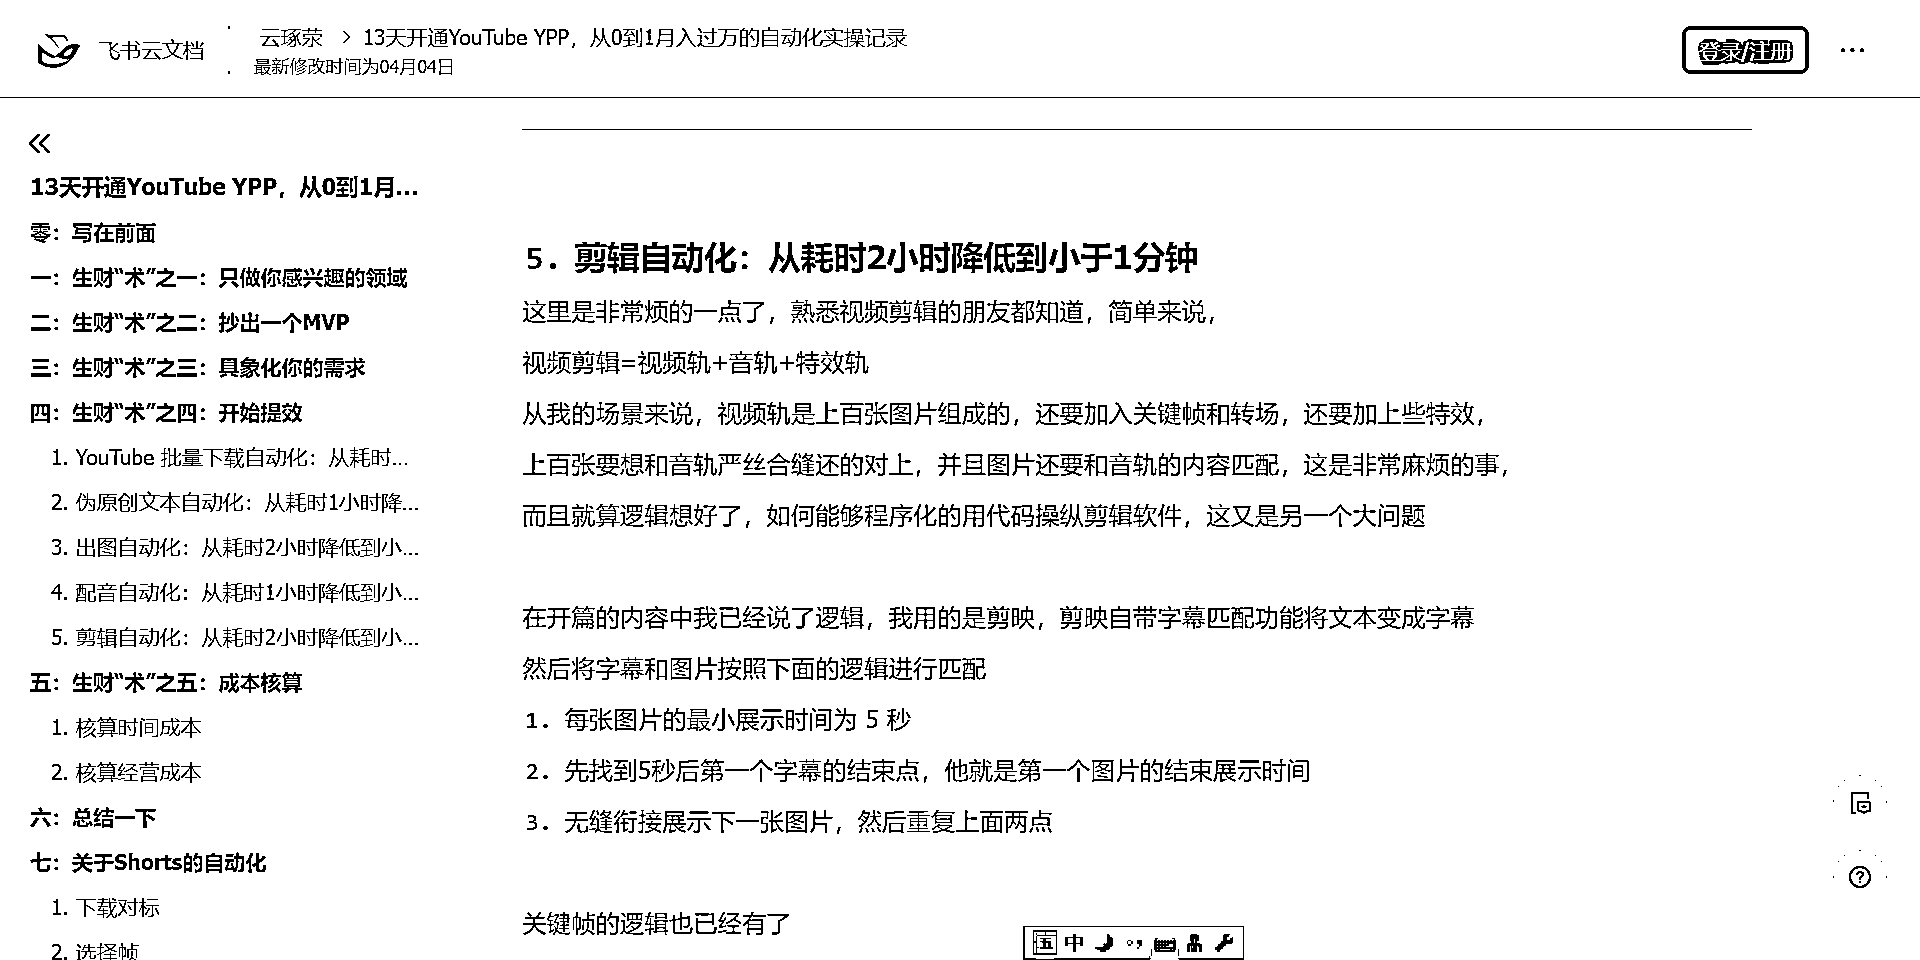 飞书云文档
云琢荣 > 13天开通YouTube YPP，从0到1月入过万的自动化实操记录
最新修改时间为04月04日
登录/注册
13天开通YouTube YPP，从0到1月...
零：写在前面
一：生财“术”之一：只做你感兴趣的领域
二：生财“术”之二：抄出一个MVP
三：生财“术”之三：具象化你的需求
四：生财“术”之四：开始提效
1. YouTube 批量下载自动化：从耗时...
2. 伪原创文本自动化：从耗时1小时降...
3. 出图自动化：从耗时2小时降低到小...
4. 配音自动化：从耗时1小时降低到小...
5. 剪辑自动化：从耗时2小时降低到小...
五：生财“术”之五：成本核算
1. 核算时间成本
2. 核算经营成本
六：总结一下
七：关于Shorts的自动化
1. 下载对标
2. 选择帧
5. 剪辑自动化：从耗时2小时降低到小于1分钟
这里是非常烦的一点了，熟悉视频剪辑的朋友都知道，简单来说，
视频剪辑=视频轨+音轨+特效轨
从我的场景来说，视频轨是上百张图片组成的，还要加入关键帧和转场，还要加上些特效，
上百张要想和音轨严丝合缝还的对上，并且图片还要和音轨的内容匹配，这是非常麻烦的事，
而且就算逻辑想好了，如何能够程序化的用代码操纵剪辑软件，这又是另一个大问题
在开篇的内容中我已经说了逻辑，我用的是剪映，剪映自带字幕匹配功能将文本变成字幕
然后将字幕和图片按照下面的逻辑进行匹配
1. 每张图片的最小展示时间为 5 秒
2. 先找到5秒后第一个字幕的结束点，他就是第一个图片的结束展示时间
3. 无缝衔接展示下一张图片，然后重复上面两点
关键帧的逻辑也已经有了
五 中